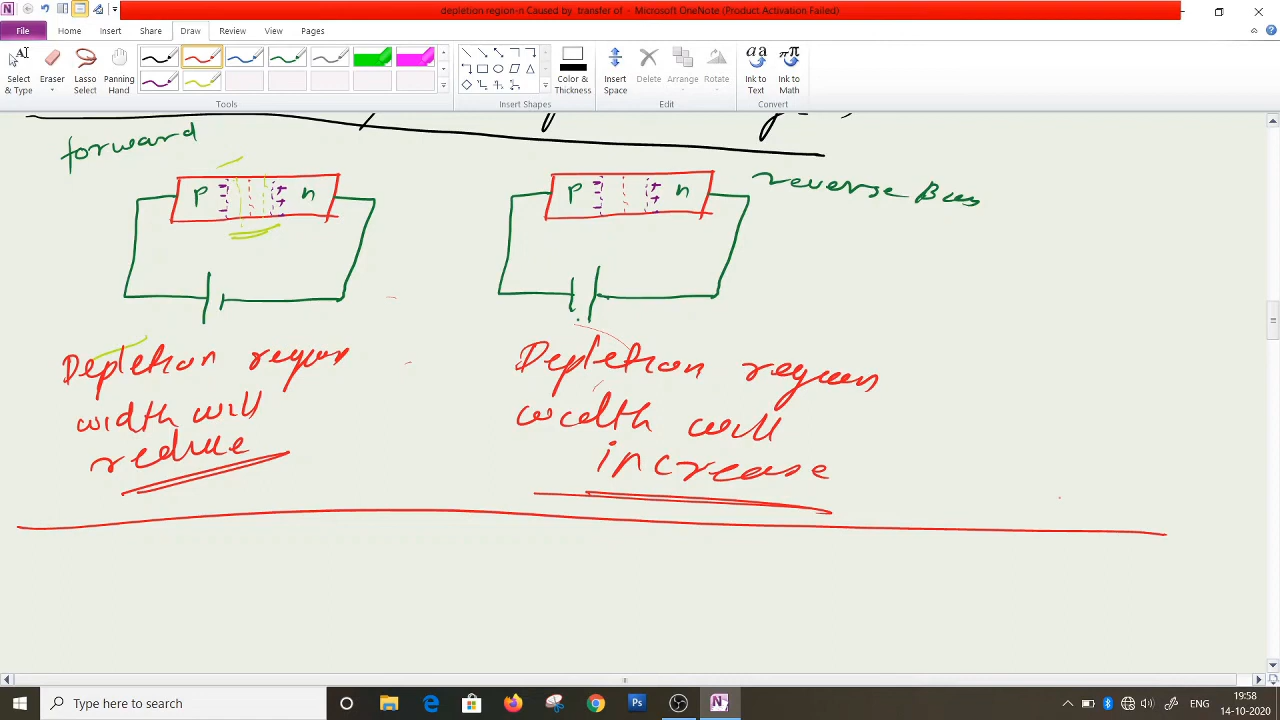 depletion region-n Caused by transfer of - Microsoft OneNote (Product Activation Failed)
File Home Insert Share Draw Review View Pages
Select & Type
Eraser
Lasso Select
Panning Hand
Color & Thickness
Insert Space
Delete
Arrange
Rotate
Ink to Text
Ink to Math
Tools
Insert Shapes
Edit
Convert
forward
p - - - + + + n
p - - - + + + n
reverse Bias
Depletion region
width will
reduce
Depletion region
width will
increase
Type here to search
ENG
19:58
14-10-2020